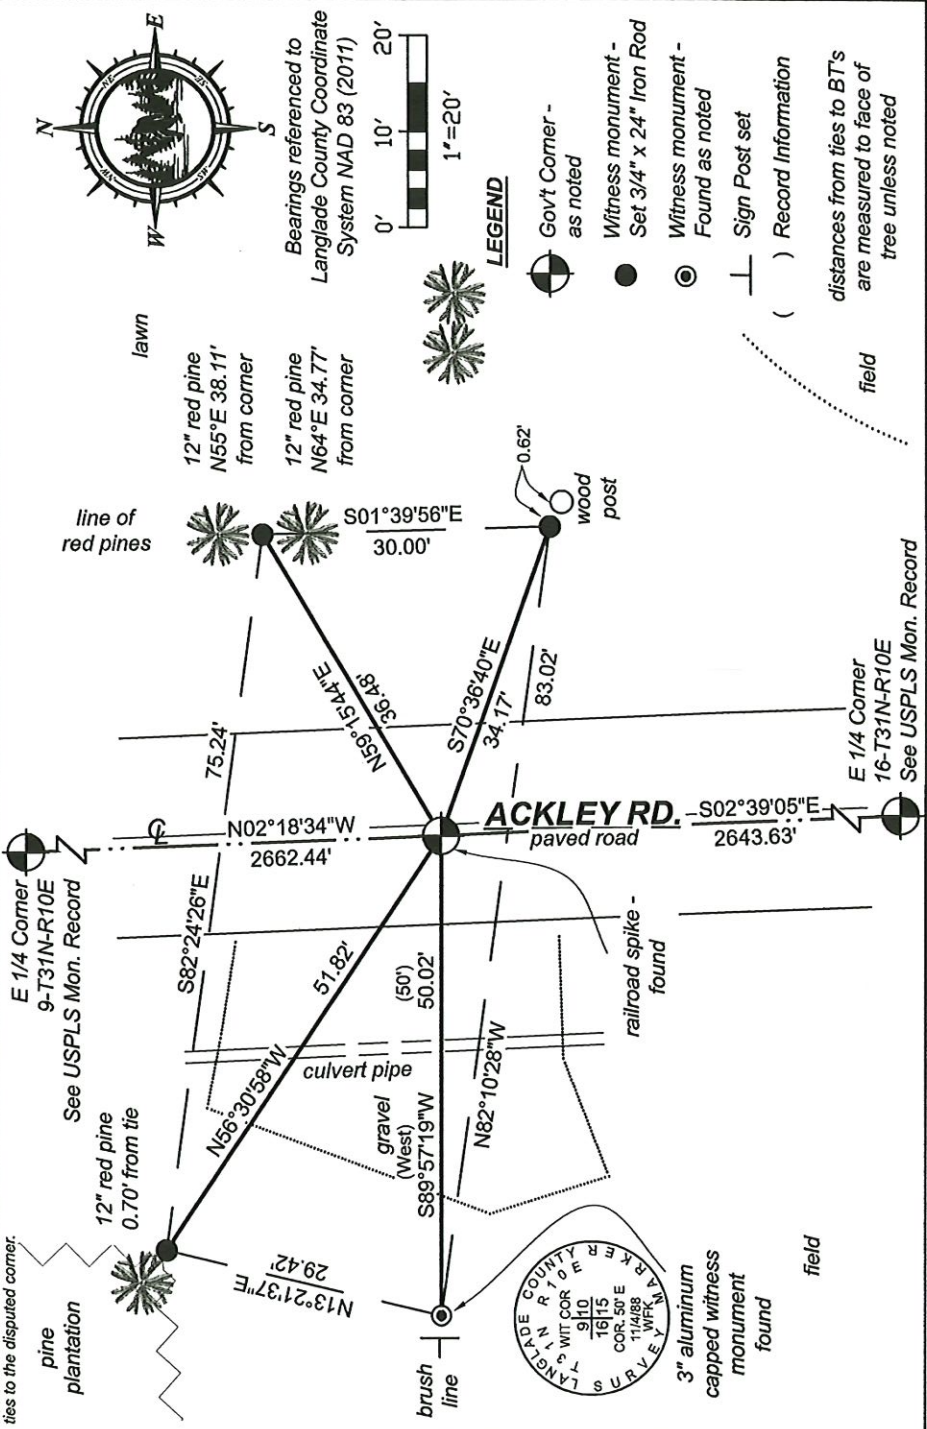 ties to the disputed corner.
pine
plantation
12" red pine
0.70' from tie
E 1/4 Corner
9-T31N-R10E
See USPLS Mon. Record
line of
red pines
lawn
12" red pine
N55°E 38.11'
from corner
12" red pine
N64°E 34.77'
from corner
N
NE
E
SE
S
SW
W
NW
Bearings referenced to
Langlade County Coordinate
System NAD 83 (2011)
0' 10' 20'
1"=20'
LEGEND
Gov't Corner -
as noted
Witness monument -
Set 3/4" x 24" Iron Rod
Witness monument -
Found as noted
Sign Post set
( ) Record Information
distances from ties to BT's
are measured to face of
tree unless noted
S82°24'26"E
75.24'
N02°18'34"W
2662.44'
CL
N59°15'44"E
36.48'
S01°39'56"E
30.00'
0.62'
wood
post
S70°36'40"E
34.17'
83.02'
ACKLEY RD.
paved road
S02°39'05"E
2643.63'
E 1/4 Corner
16-T31N-R10E
See USPLS Mon. Record
N56°30'58"W
51.82'
(50')
50.02'
culvert pipe
gravel
(West)
S89°57'19"W
N82°10'28"W
N13°21'37"E
29.42'
railroad spike -
found
brush
line
LANGLADE COUNTY
SURVEY MARKER
T31N R10E
WIT COR
9|10
16|15
COR. 50' E
11/4/88
WFK
3" aluminum
capped witness
monument
found
field
field